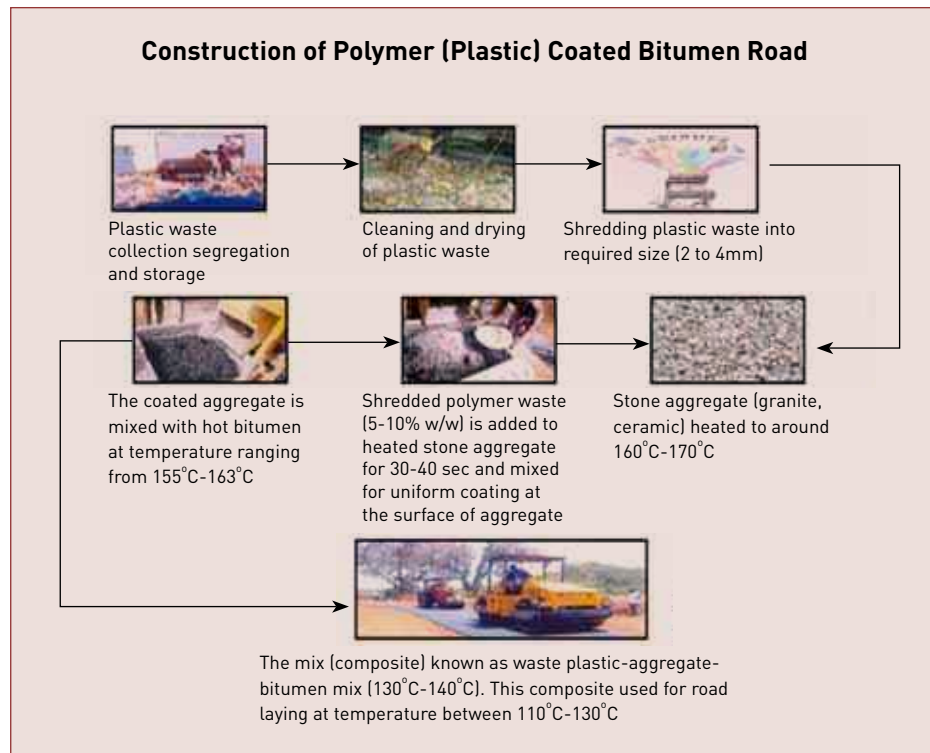 Construction of Polymer (Plastic) Coated Bitumen Road
Plastic waste
collection segregation
and storage
Cleaning and drying
of plastic waste
Shredding plastic waste into
required size (2 to 4mm)
The coated aggregate is
mixed with hot bitumen
at temperature ranging
from 155°C-163°C
Shredded polymer waste
(5-10% w/w) is added to
heated stone aggregate
for 30-40 sec and mixed
for uniform coating at
the surface of aggregate
Stone aggregate (granite,
ceramic) heated to around
160°C-170°C
The mix (composite) known as waste plastic-aggregate-
bitumen mix (130°C-140°C). This composite used for road
laying at temperature between 110°C-130°C